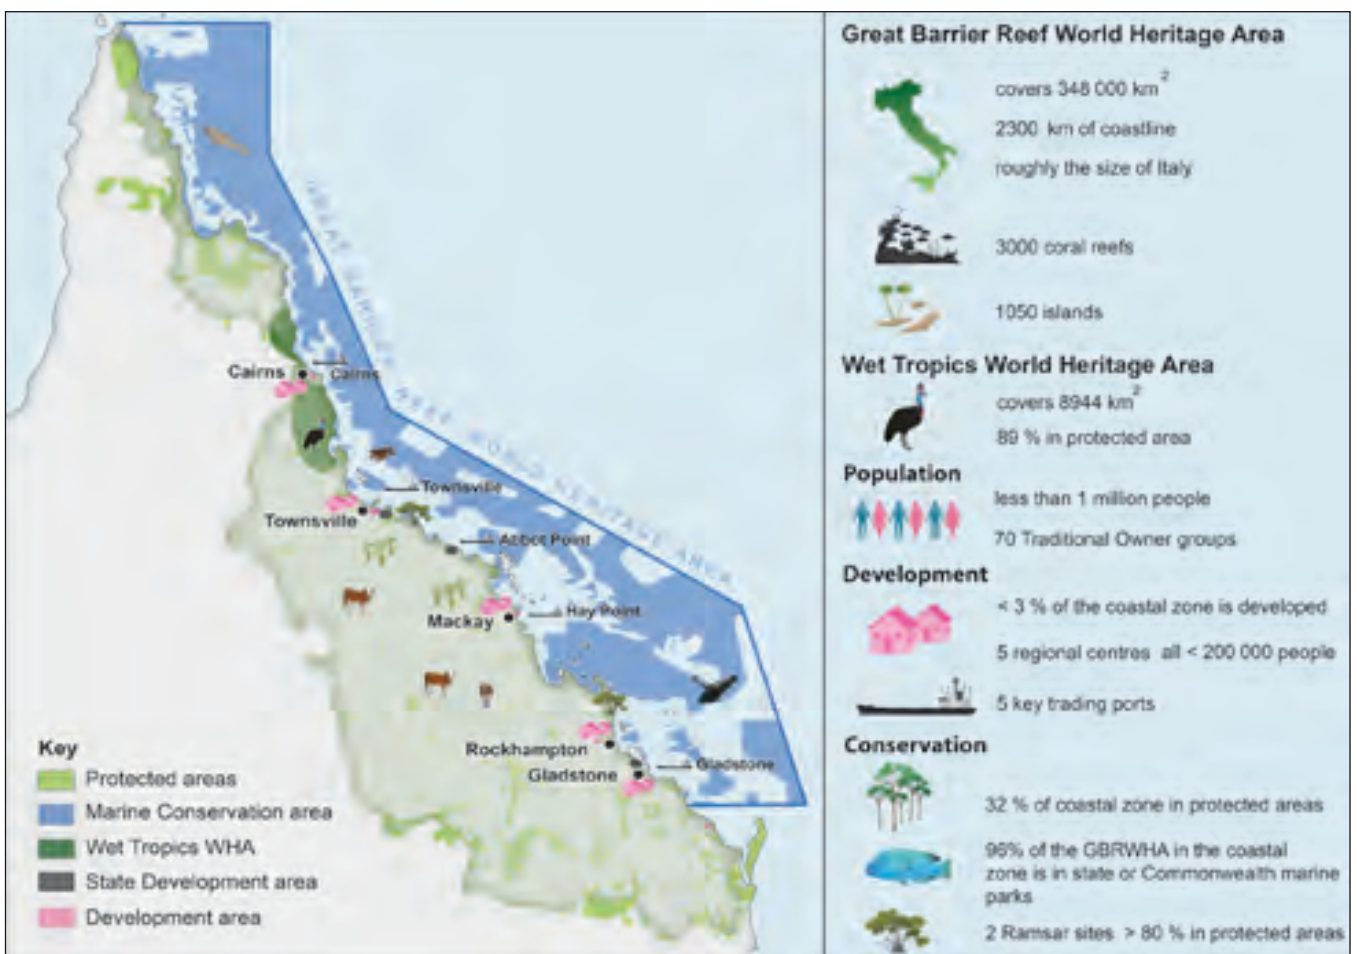 GREAT BARRIER REEF WORLD HERITAGE AREA
Cairns
Cairns
Townsville
Townsville
Abbot Point
Hay Point
Mackay
Rockhampton
Gladstone
Gladstone
Key
Protected areas
Marine Conservation area
Wet Tropics WHA
State Development area
Development area
Great Barrier Reef World Heritage Area
covers 348 000 km²
2300 km of coastline
roughly the size of Italy
3000 coral reefs
1050 islands
Wet Tropics World Heritage Area
covers 8944 km²
89 % in protected area
Population
less than 1 million people
70 Traditional Owner groups
Development
< 3 % of the coastal zone is developed
5 regional centres all < 200 000 people
5 key trading ports
Conservation
32 % of coastal zone in protected areas
96% of the GBRWHA in the coastal
zone is in state or Commonwealth marine
parks
2 Ramsar sites > 80 % in protected areas